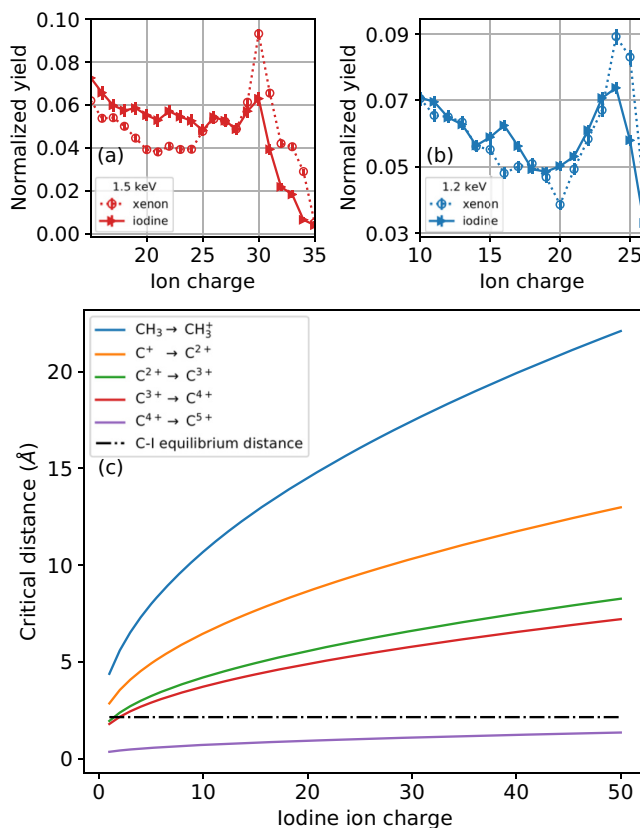 0.10
0.08
0.06
0.04
0.02
0.00
Normalized yield
(a)
1.5 keV
xenon
iodine
20
25
30
35
Ion charge
0.09
0.07
0.05
0.03
Normalized yield
(b)
1.2 keV
xenon
iodine
10
15
20
25
Ion charge
CH₃ → CH₃⁺
C⁺ → C²⁺
C²⁺ → C³⁺
C³⁺ → C⁴⁺
C⁴⁺ → C⁵⁺
C-I equilibrium distance
(c)
20
15
10
5
0
Critical distance (Å)
0
10
20
30
40
50
Iodine ion charge